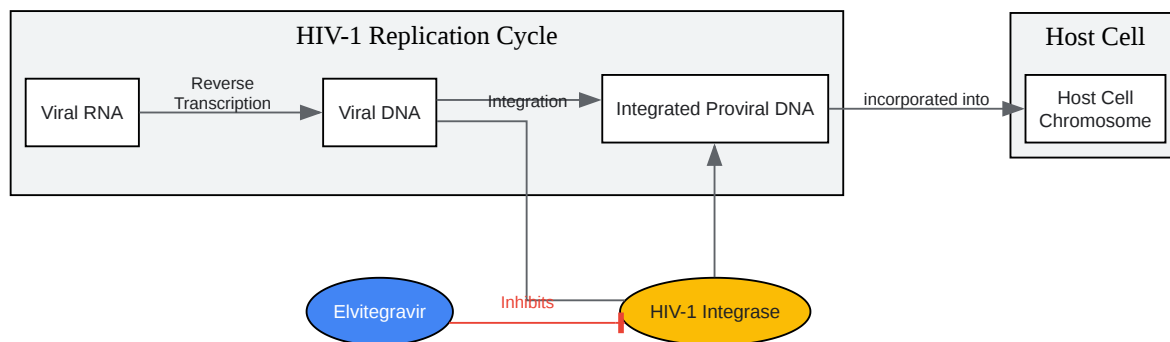 HIV-1 Replication Cycle
Host Cell
Reverse
Transcription
Viral RNA
Viral DNA
Integration
Integrated Proviral DNA
incorporated into
Host Cell
Chromosome
Elvitegravir
Inhibits
HIV-1 Integrase